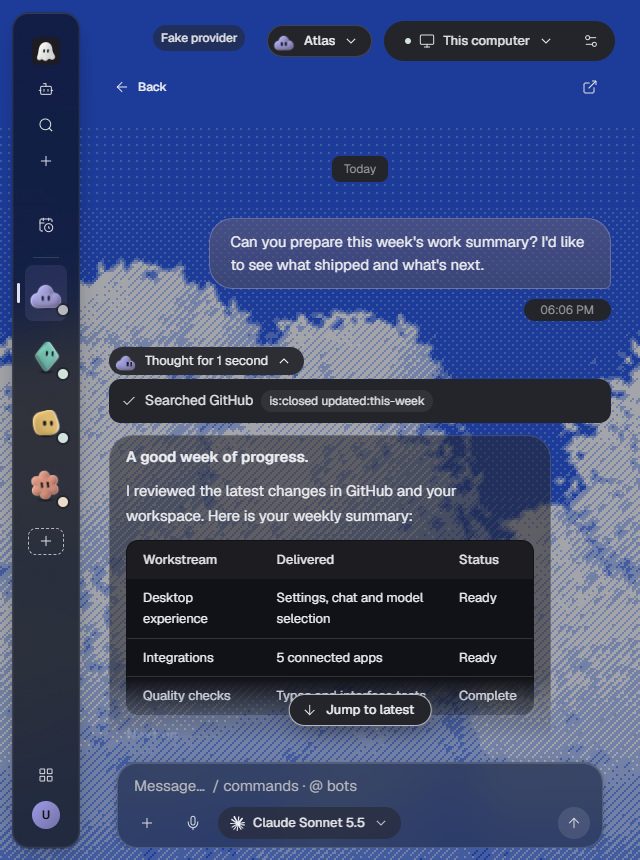 Fake provider
Atlas
This computer
Back
Today
Can you prepare this week's work summary? I'd like
to see what shipped and what's next.
06:06 PM
Thought for 1 second
Searched GitHub is:closed updated:this-week
A good week of progress.
I reviewed the latest changes in GitHub and your
workspace. Here is your weekly summary:
Workstream Delivered Status
Desktop experience Settings, chat and model selection Ready
Integrations 5 connected apps Ready
Quality checks Types and interface tests Complete
Jump to latest
Message... / commands · @ bots
Claude Sonnet 5.5
U